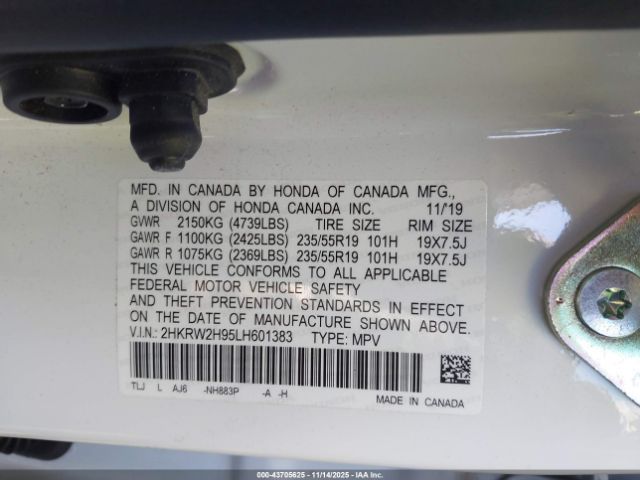 MFD. IN CANADA BY HONDA OF CANADA MFG.,
A DIVISION OF HONDA CANADA INC. 11/19
GVWR 2150KG (4739LBS) TIRE SIZE RIM SIZE
GAWR F 1100KG (2425LBS) 235/55R19 101H 19X7.5J
GAWR R 1075KG (2369LBS) 235/55R19 101H 19X7.5J
THIS VEHICLE CONFORMS TO ALL APPLICABLE
FEDERAL MOTOR VEHICLE SAFETY
AND THEFT PREVENTION STANDARDS IN EFFECT
ON THE DATE OF MANUFACTURE SHOWN ABOVE.
V.I.N.: 2HKRW2H95LH601383 TYPE: MPV
TLJ L AJ6 -NH883P -A -H
MADE IN CANADA
000-43705625 - 11/14/2025 - IAA Inc.